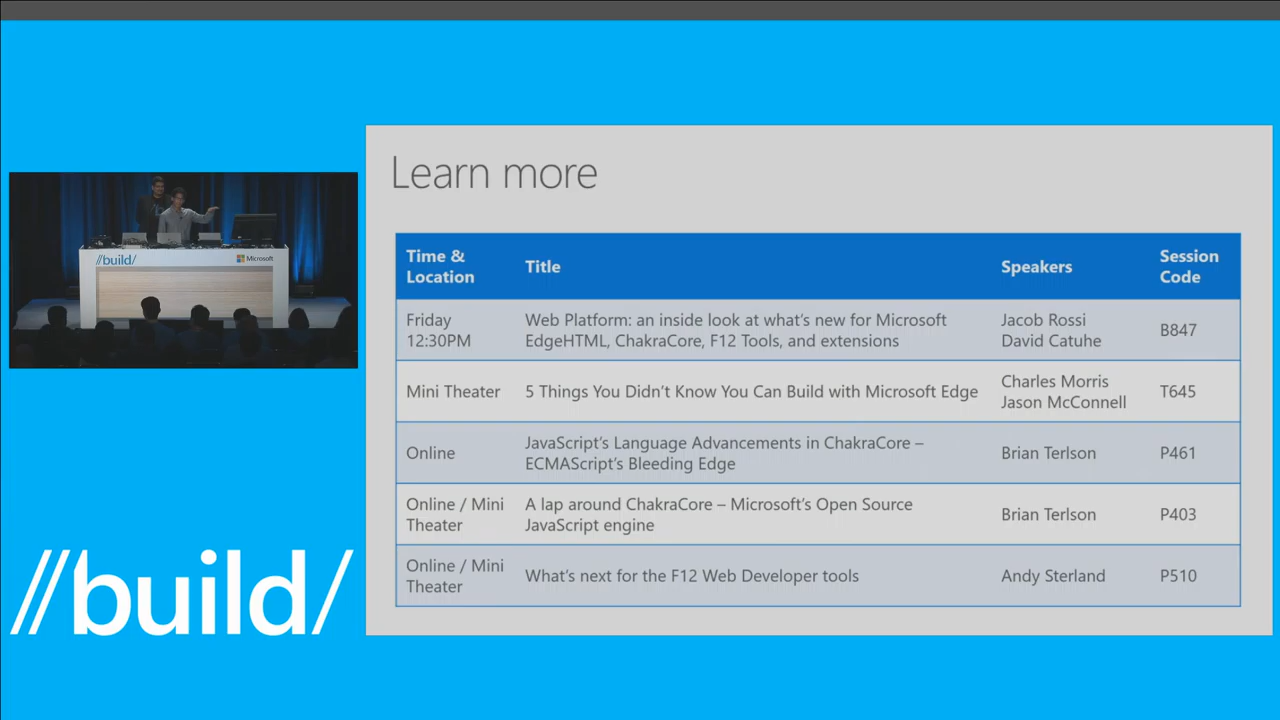 Learn more
Time &
Location
Title
Speakers
Session
Code
Friday
12:30PM
Web Platform: an inside look at what's new for Microsoft
EdgeHTML, ChakraCore, F12 Tools, and extensions
Jacob Rossi
David Catuhe
B847
Mini Theater
5 Things You Didn't Know You Can Build with Microsoft Edge
Charles Morris
Jason McConnell
T645
Online
JavaScript's Language Advancements in ChakraCore –
ECMAScript's Bleeding Edge
Brian Terlson
P461
Online / Mini
Theater
A lap around ChakraCore – Microsoft's Open Source
JavaScript engine
Brian Terlson
P403
Online / Mini
Theater
What's next for the F12 Web Developer tools
Andy Sterland
P510
//build/
Microsoft
//build/